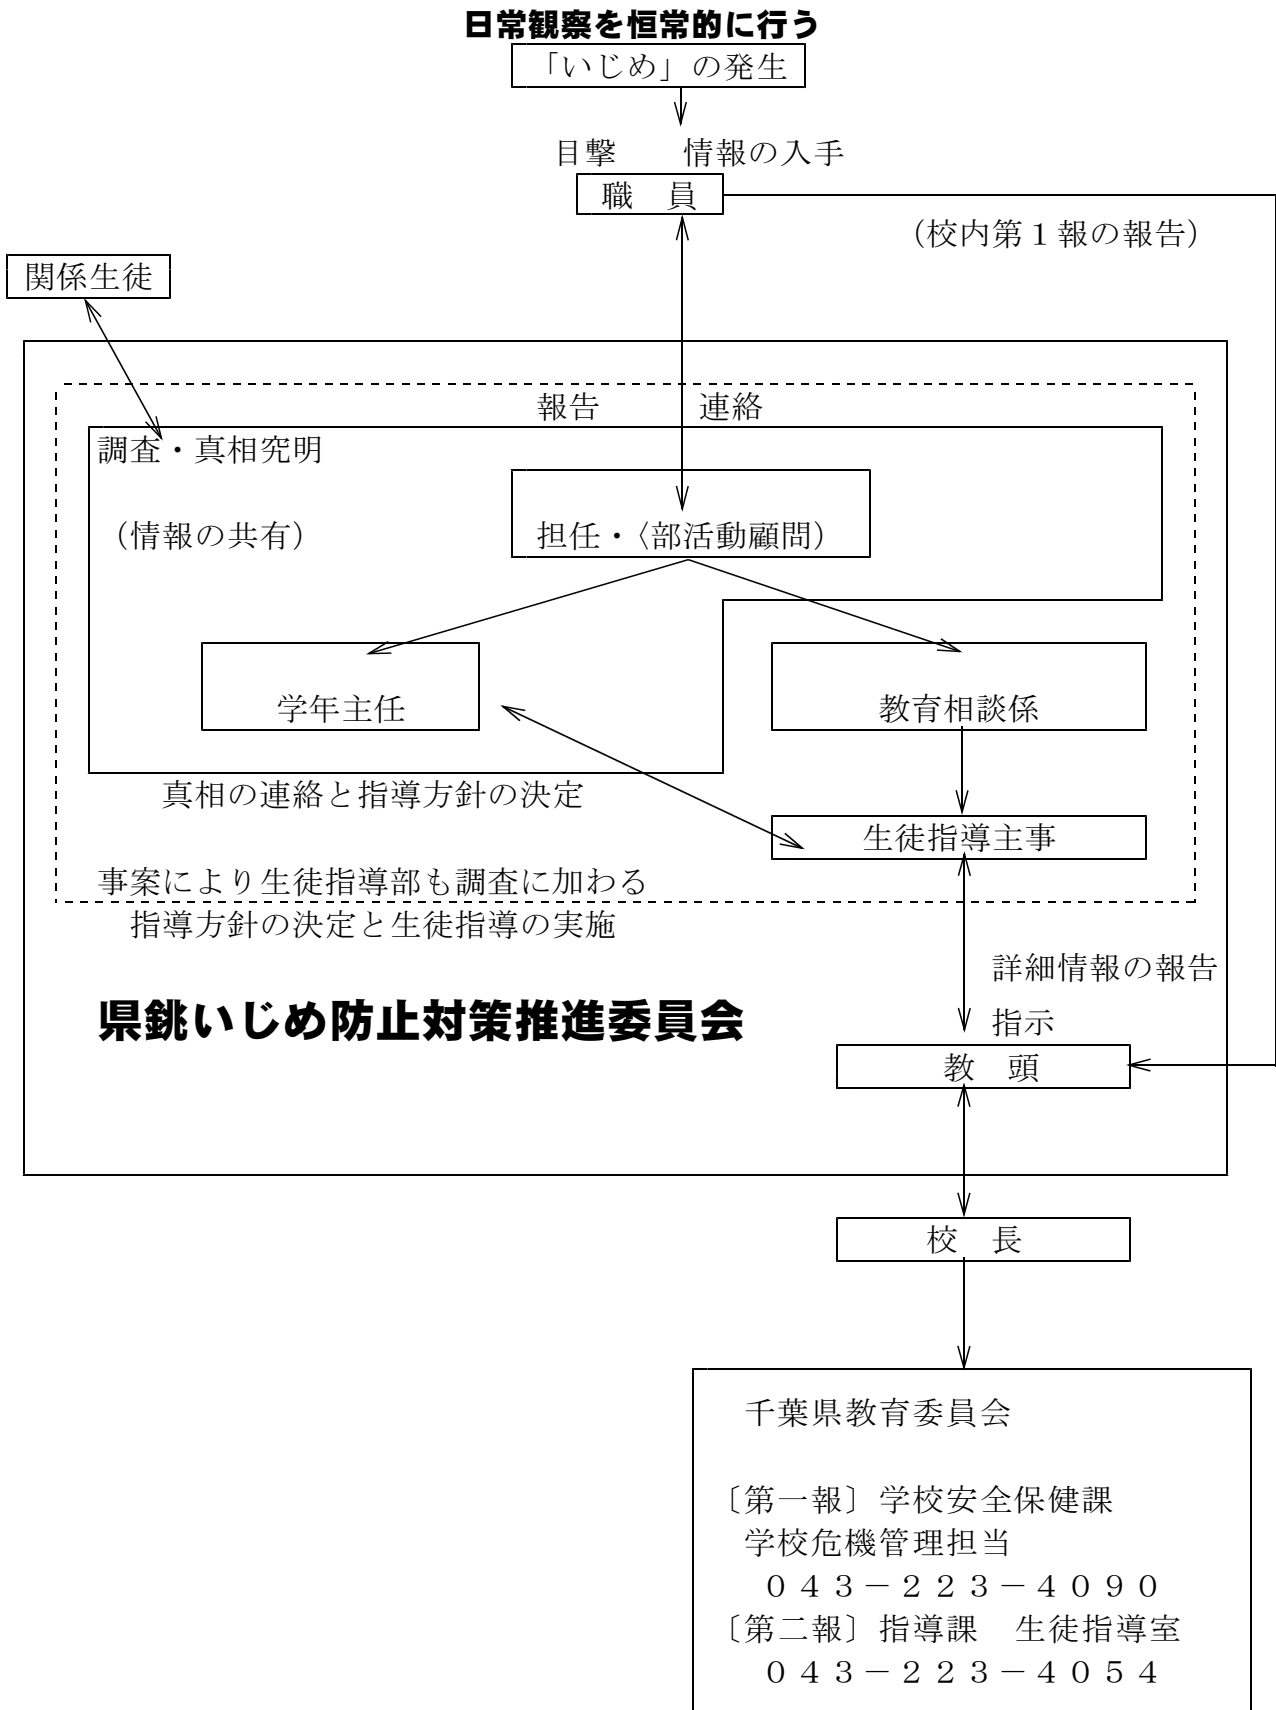 日常観察を恒常的に行う
「いじめ」の発生
目撃　　情報の入手
職　員
（校内第１報の報告）
関係生徒
報告　　　連絡
調査・真相究明
（情報の共有）
担任・〈部活動顧問）
学年主任
教育相談係
真相の連絡と指導方針の決定
生徒指導主事
事案により生徒指導部も調査に加わる
指導方針の決定と生徒指導の実施
詳細情報の報告
県銚いじめ防止対策推進委員会
指示
教　頭
校　長
千葉県教育委員会
〔第一報〕学校安全保健課
学校危機管理担当
０４３－２２３－４０９０
〔第二報〕指導課　生徒指導室
０４３－２２３－４０５４